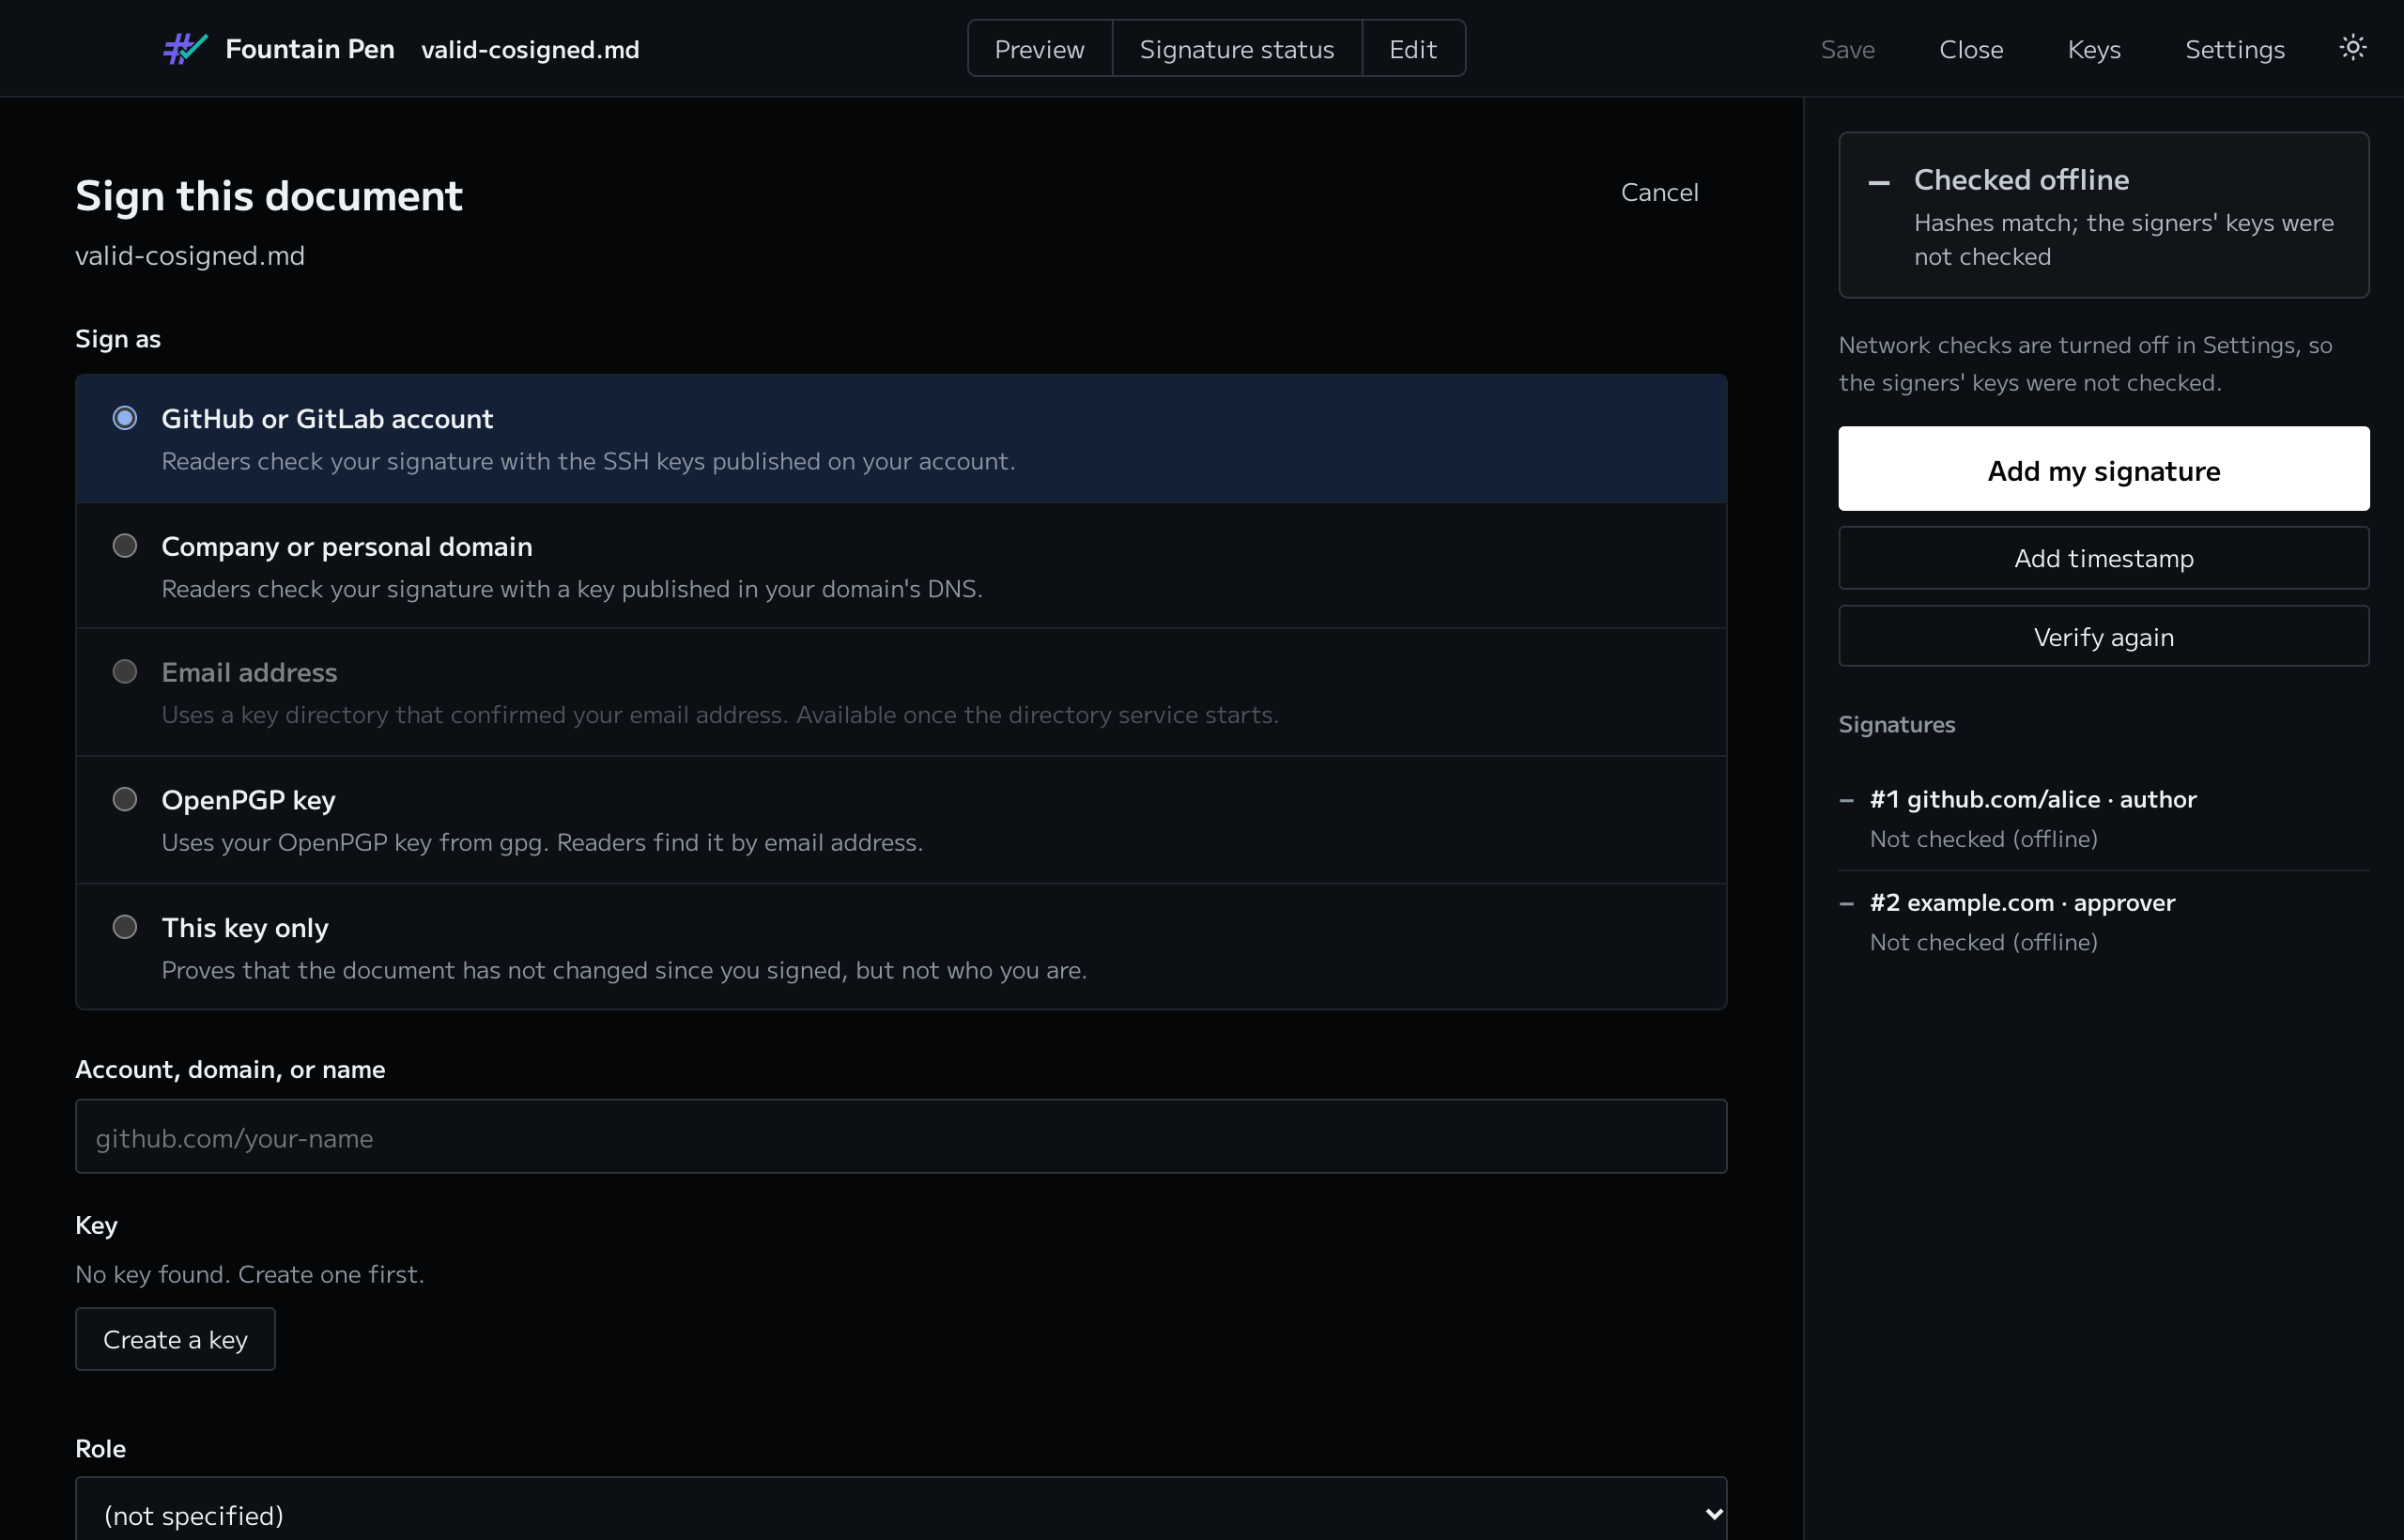 Fountain Pen valid-cosigned.md
Preview Signature status Edit
Save Close Keys Settings
Sign this document
Cancel
valid-cosigned.md
Sign as
GitHub or GitLab account
Readers check your signature with the SSH keys published on your account.
Company or personal domain
Readers check your signature with a key published in your domain's DNS.
Email address
Uses a key directory that confirmed your email address. Available once the directory service starts.
OpenPGP key
Uses your OpenPGP key from gpg. Readers find it by email address.
This key only
Proves that the document has not changed since you signed, but not who you are.
Account, domain, or name
github.com/your-name
Key
No key found. Create one first.
Create a key
Role
(not specified)
Checked offline
Hashes match; the signers' keys were
not checked
Network checks are turned off in Settings, so
the signers' keys were not checked.
Add my signature
Add timestamp
Verify again
Signatures
#1 github.com/alice · author
Not checked (offline)
#2 example.com · approver
Not checked (offline)